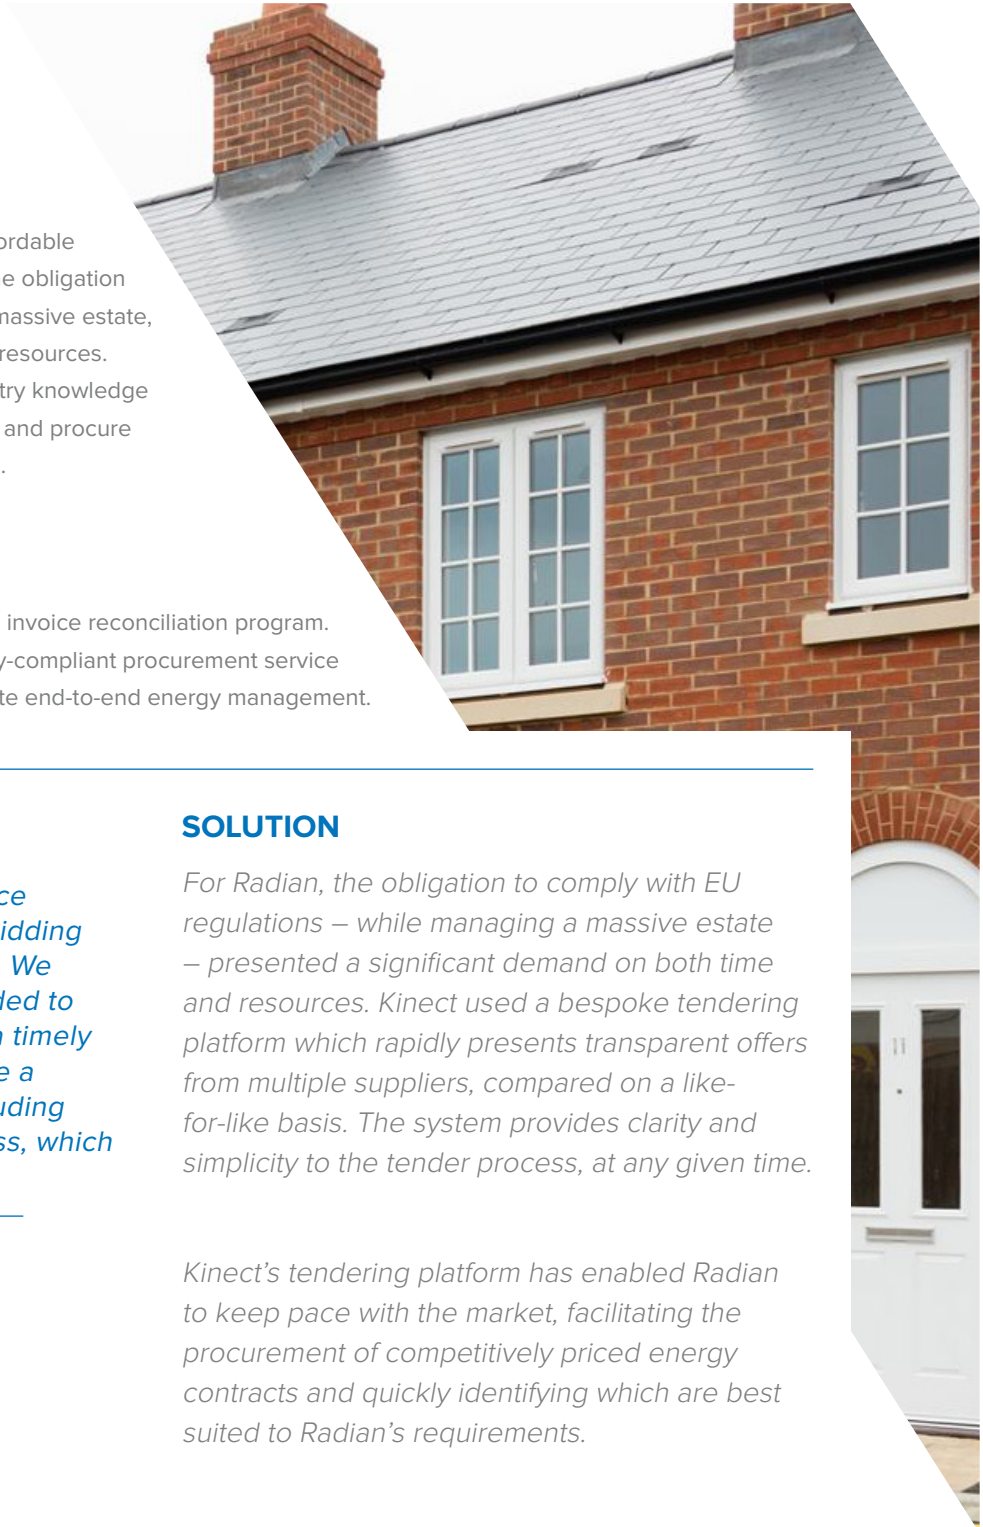 ordable
e obligation
massive estate,
resources.
try knowledge
and procure
.
invoice reconciliation program.
y-compliant procurement service
te end-to-end energy management.
ce
idding
. We
ded to
timely
e a
uding
ss, which
SOLUTION
For Radian, the obligation to comply with EU
regulations – while managing a massive estate
– presented a significant demand on both time
and resources. Kinect used a bespoke tendering
platform which rapidly presents transparent offers
from multiple suppliers, compared on a like-
for-like basis. The system provides clarity and
simplicity to the tender process, at any given time.
Kinect’s tendering platform has enabled Radian
to keep pace with the market, facilitating the
procurement of competitively priced energy
contracts and quickly identifying which are best
suited to Radian’s requirements.